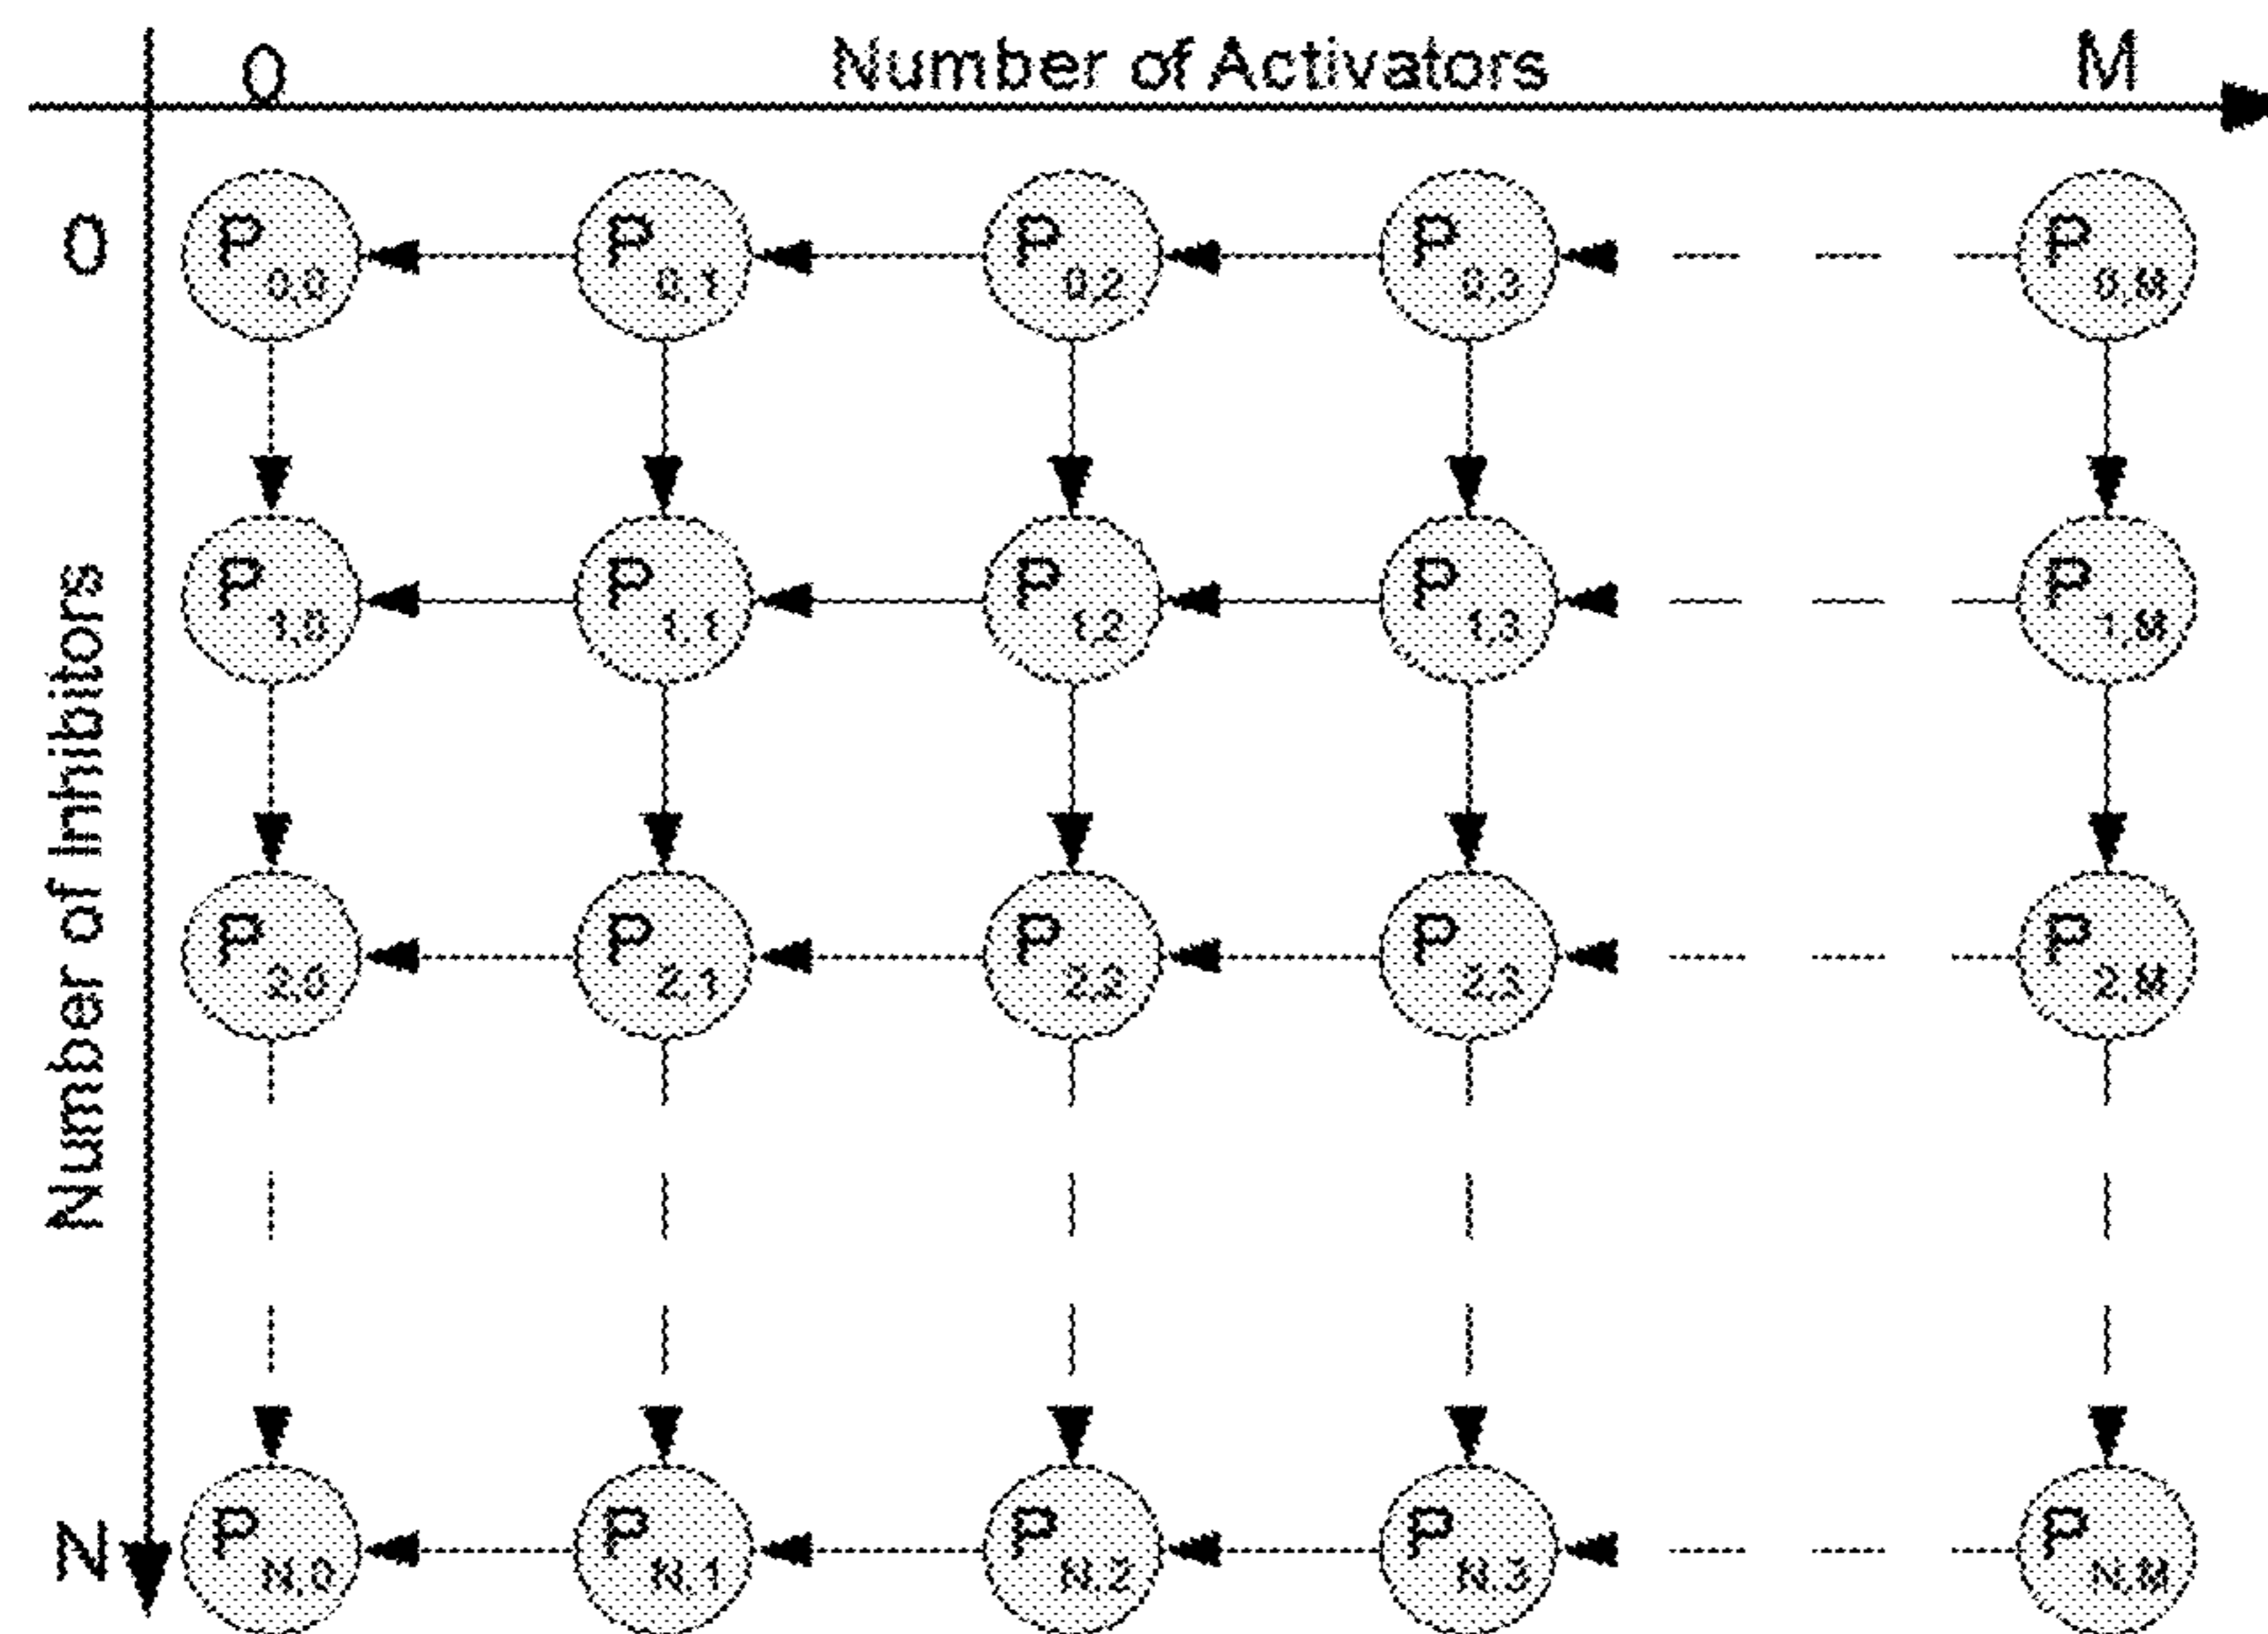 0 Number of Activators M
0 P0,0 P0,1 P0,2 P0,3 P0,M
P1,0 P1,1 P1,2 P1,3 P1,M
Number of Inhibitors
P2,0 P2,1 P2,2 P2,3 P2,M
N PN,0 PN,1 PN,2 PN,3 PN,M